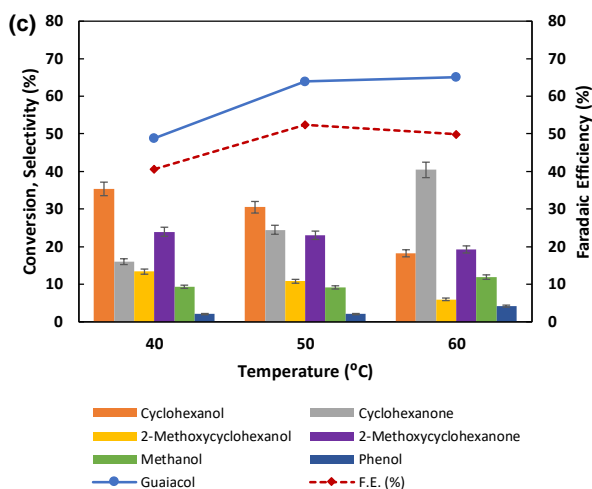 (c)
80
70
60
50
40
30
20
10
0
Conversion, Selectivity (%)
80
70
60
50
40
30
20
10
0
Faradaic Efficiency (%)
40 50 60
Temperature (⁰C)
Cyclohexanol Cyclohexanone
2-Methoxycyclohexanol 2-Methoxycyclohexanone
Methanol Phenol
Guaiacol F.E. (%)